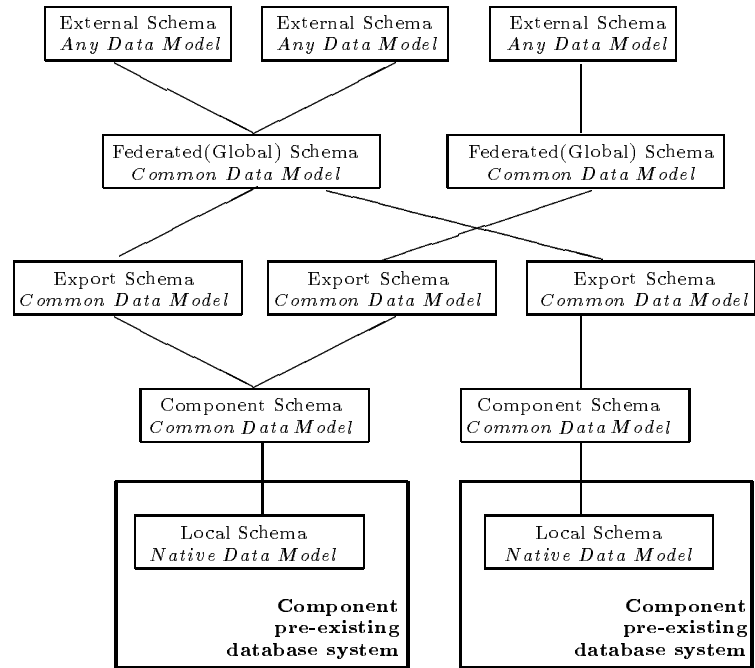 External Schema
Any Data Model
External Schema
Any Data Model
External Schema
Any Data Model
Federated(Global) Schema
Common Data Model
Federated(Global) Schema
Common Data Model
Export Schema
Common Data Model
Export Schema
Common Data Model
Export Schema
Common Data Model
Component Schema
Common Data Model
Component Schema
Common Data Model
Local Schema
Native Data Model
Component
pre-existing
database system
Local Schema
Native Data Model
Component
pre-existing
database system